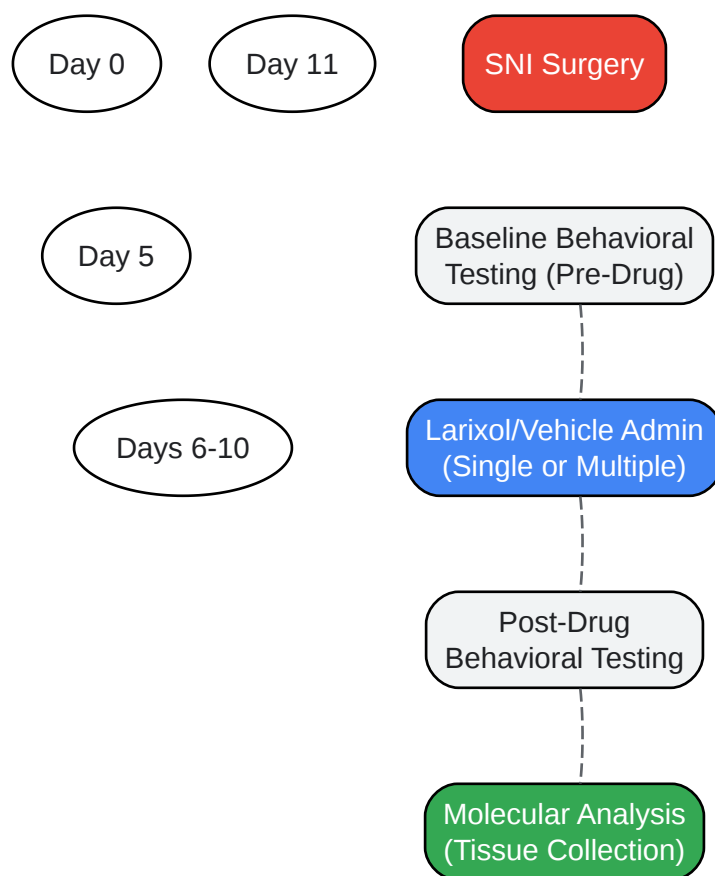 Day 0
Day 11
SNI Surgery
Day 5
Baseline Behavioral
Testing (Pre-Drug)
Days 6-10
Larixol/Vehicle Admin
(Single or Multiple)
Post-Drug
Behavioral Testing
Molecular Analysis
(Tissue Collection)